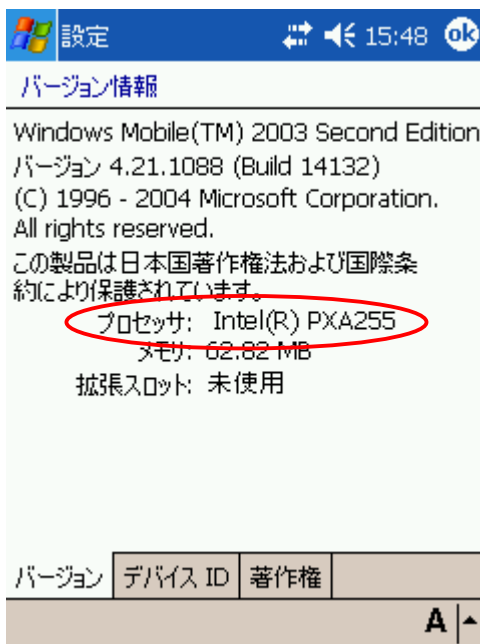 設定 15:48 ok
バージョン情報
Windows Mobile(TM) 2003 Second Edition
バージョン 4.21.1088 (Build 14132)
(C) 1996 - 2004 Microsoft Corporation.
All rights reserved.
この製品は日本国著作権法および国際条
約により保護されています。
プロセッサ: Intel(R) PXA255
メモリ: 62.82 MB
拡張スロット: 未使用
バージョン デバイス ID 著作権
A